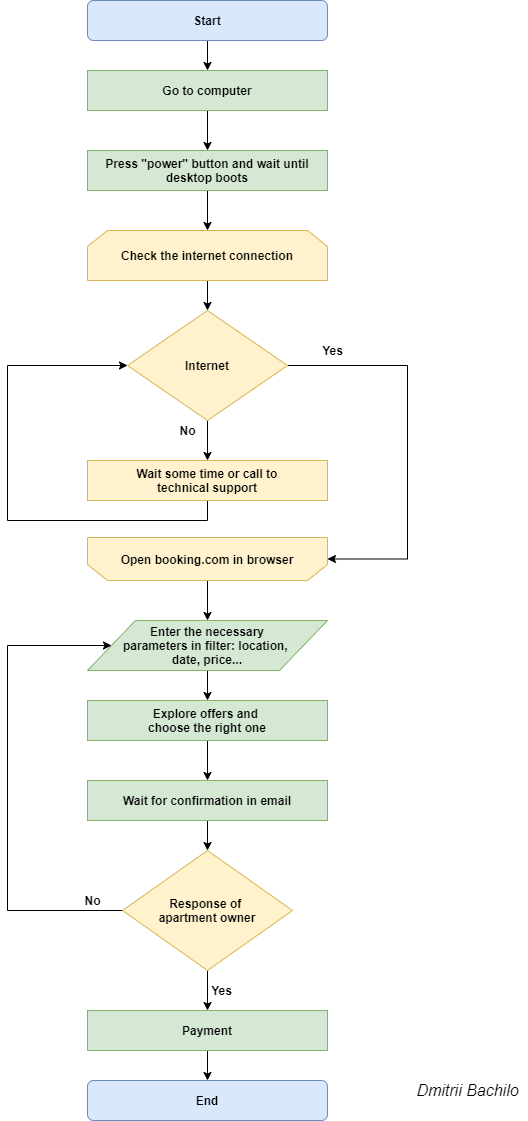 Start
Go to computer
Press "power" button and wait until
desktop boots
Check the internet connection
Internet
Yes
No
Wait some time or call to
technical support
Open booking.com in browser
Enter the necessary
parameters in filter: location,
date, price...
Explore offers and
choose the right one
Wait for confirmation in email
Response of
apartment owner
No
Yes
Payment
End
Dmitrii Bachilo